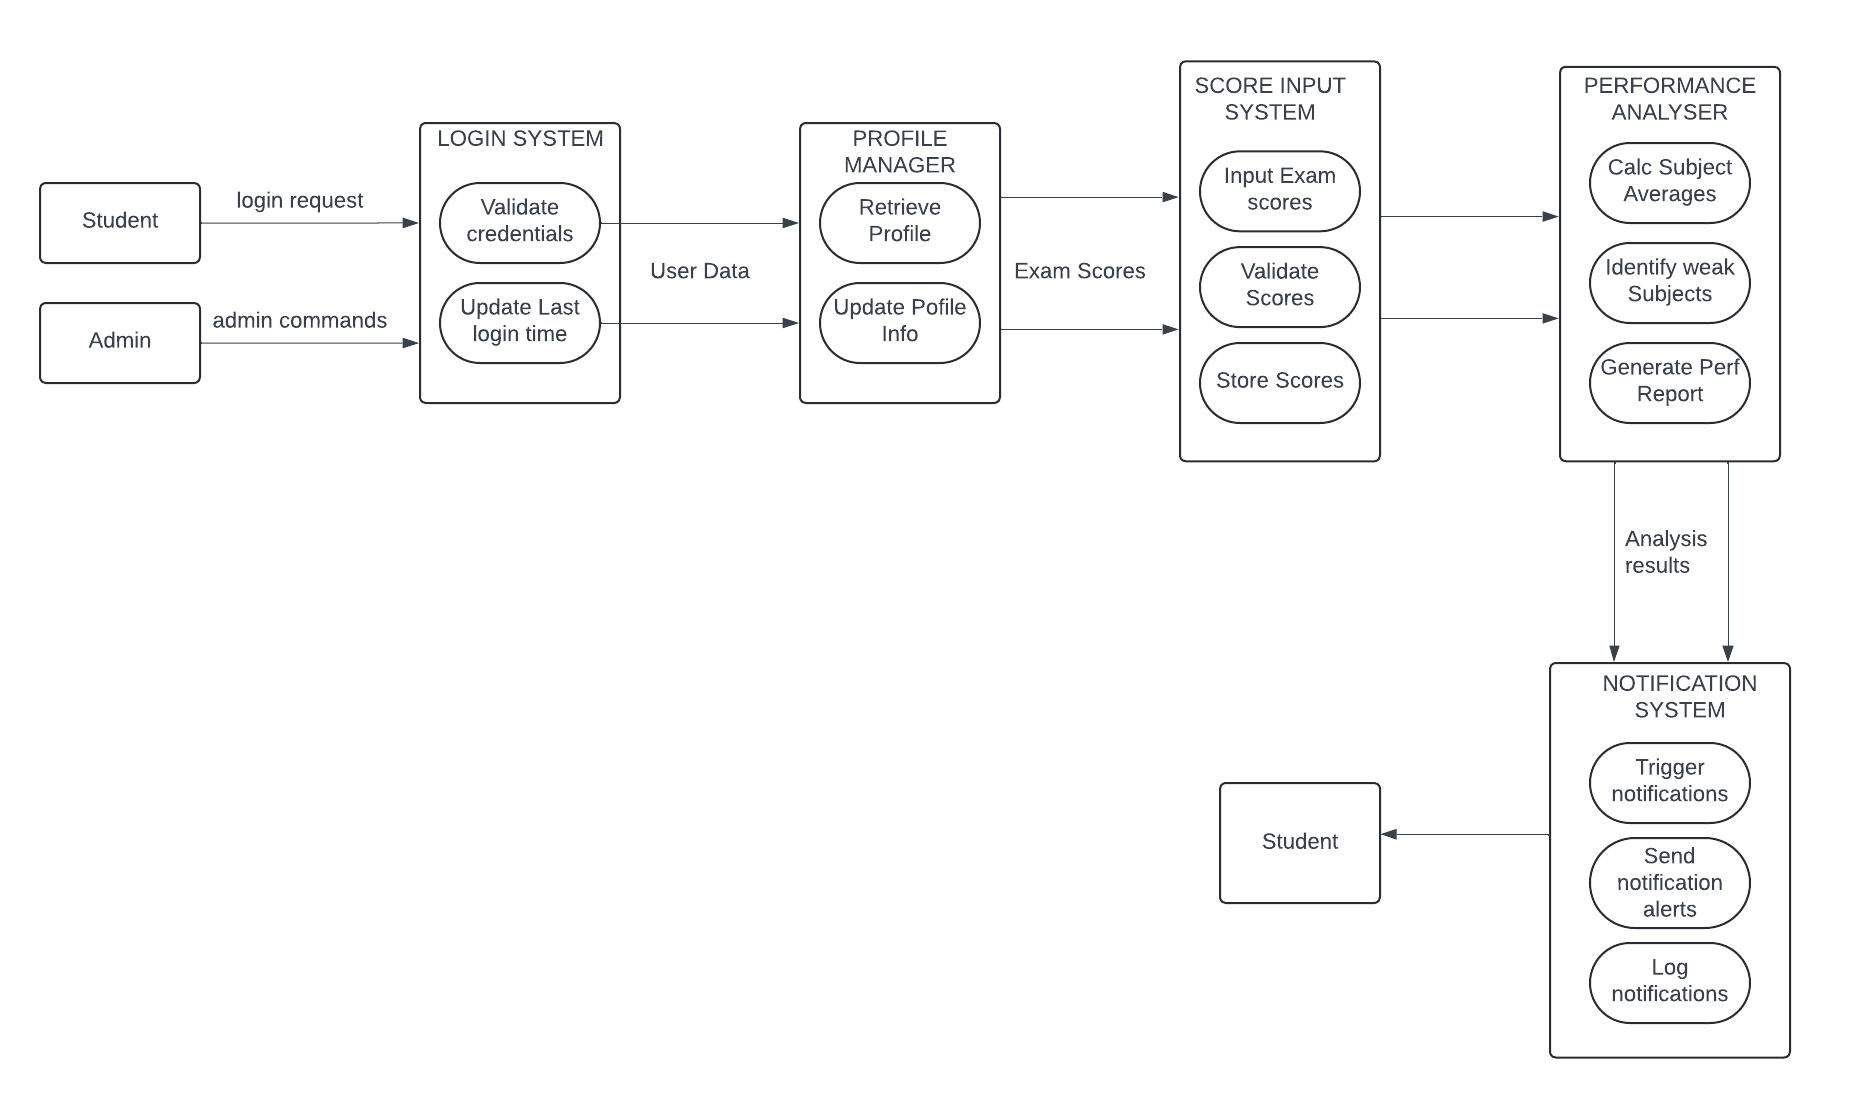 Student
login request
Admin
admin commands
LOGIN SYSTEM
Validate
credentials
Update Last
login time
User Data
PROFILE
MANAGER
Retrieve
Profile
Update Pofile
Info
Exam Scores
SCORE INPUT
SYSTEM
Input Exam
scores
Validate
Scores
Store Scores
PERFORMANCE
ANALYSER
Calc Subject
Averages
Identify weak
Subjects
Generate Perf
Report
Analysis
results
NOTIFICATION
SYSTEM
Trigger
notifications
Send
notification
alerts
Log
notifications
Student